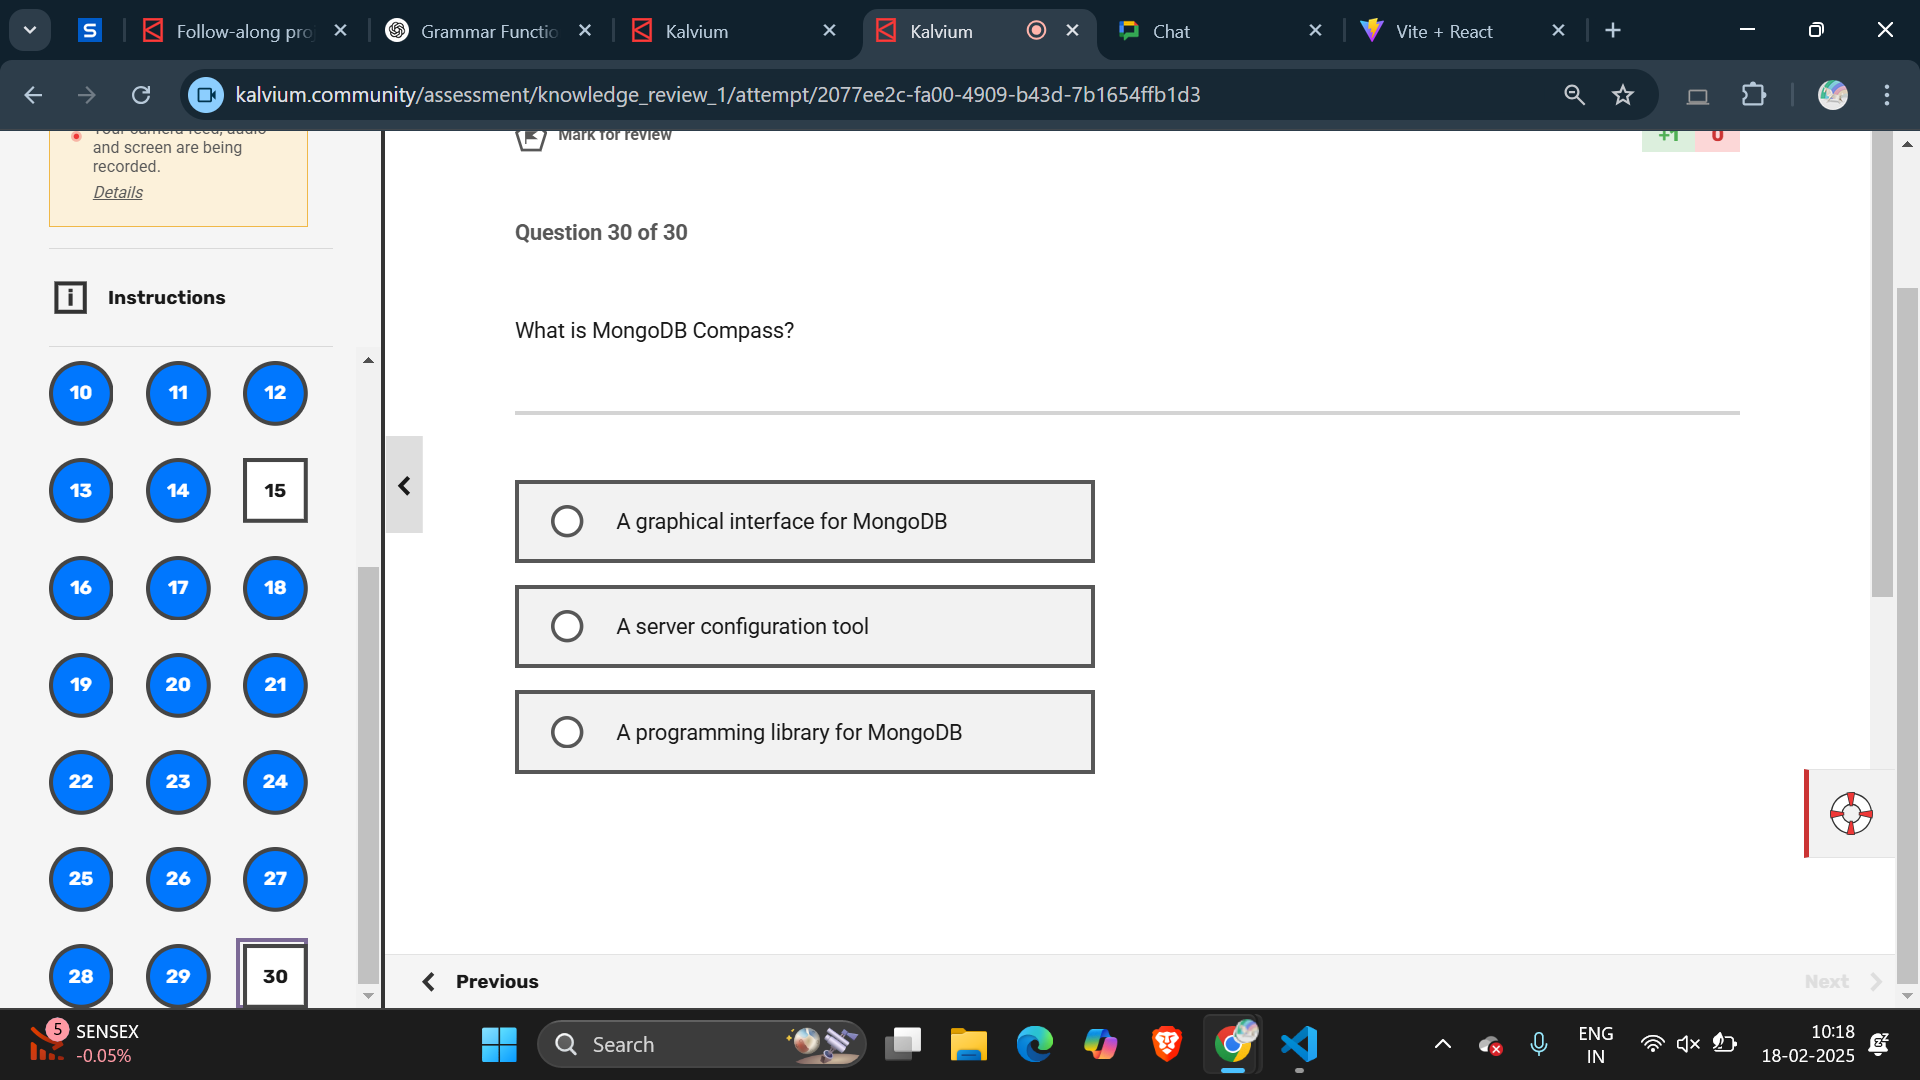 Follow-along pro
Grammar Functio
Kalvium
Kalvium
Chat
Vite + React
kalvium.community/assessment/knowledge_review_1/attempt/2077ee2c-fa00-4909-b43d-7b1654ffb1d3
Your camera feed, audio
and screen are being
recorded.
Details
Instructions
10
11
12
13
14
15
16
17
18
19
20
21
22
23
24
25
26
27
28
29
30
Mark for review
+1
0
Question 30 of 30
What is MongoDB Compass?
A graphical interface for MongoDB
A server configuration tool
A programming library for MongoDB
Previous
Next
5
SENSEX
-0.05%
Search
ENG
IN
10:18
18-02-2025